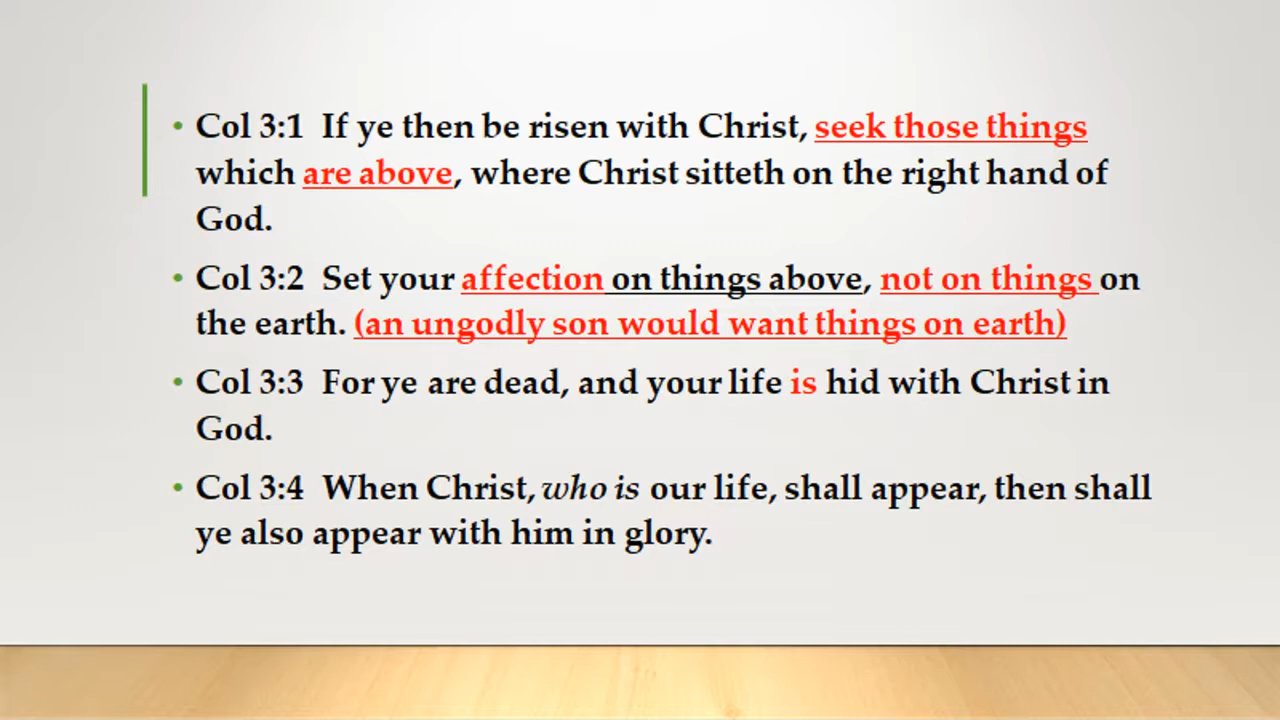 • Col 3:1 If ye then be risen with Christ, seek those things
which are above, where Christ sitteth on the right hand of
God.
• Col 3:2 Set your affection on things above, not on things on
the earth. (an ungodly son would want things on earth)
• Col 3:3 For ye are dead, and your life is hid with Christ in
God.
• Col 3:4 When Christ, who is our life, shall appear, then shall
ye also appear with him in glory.